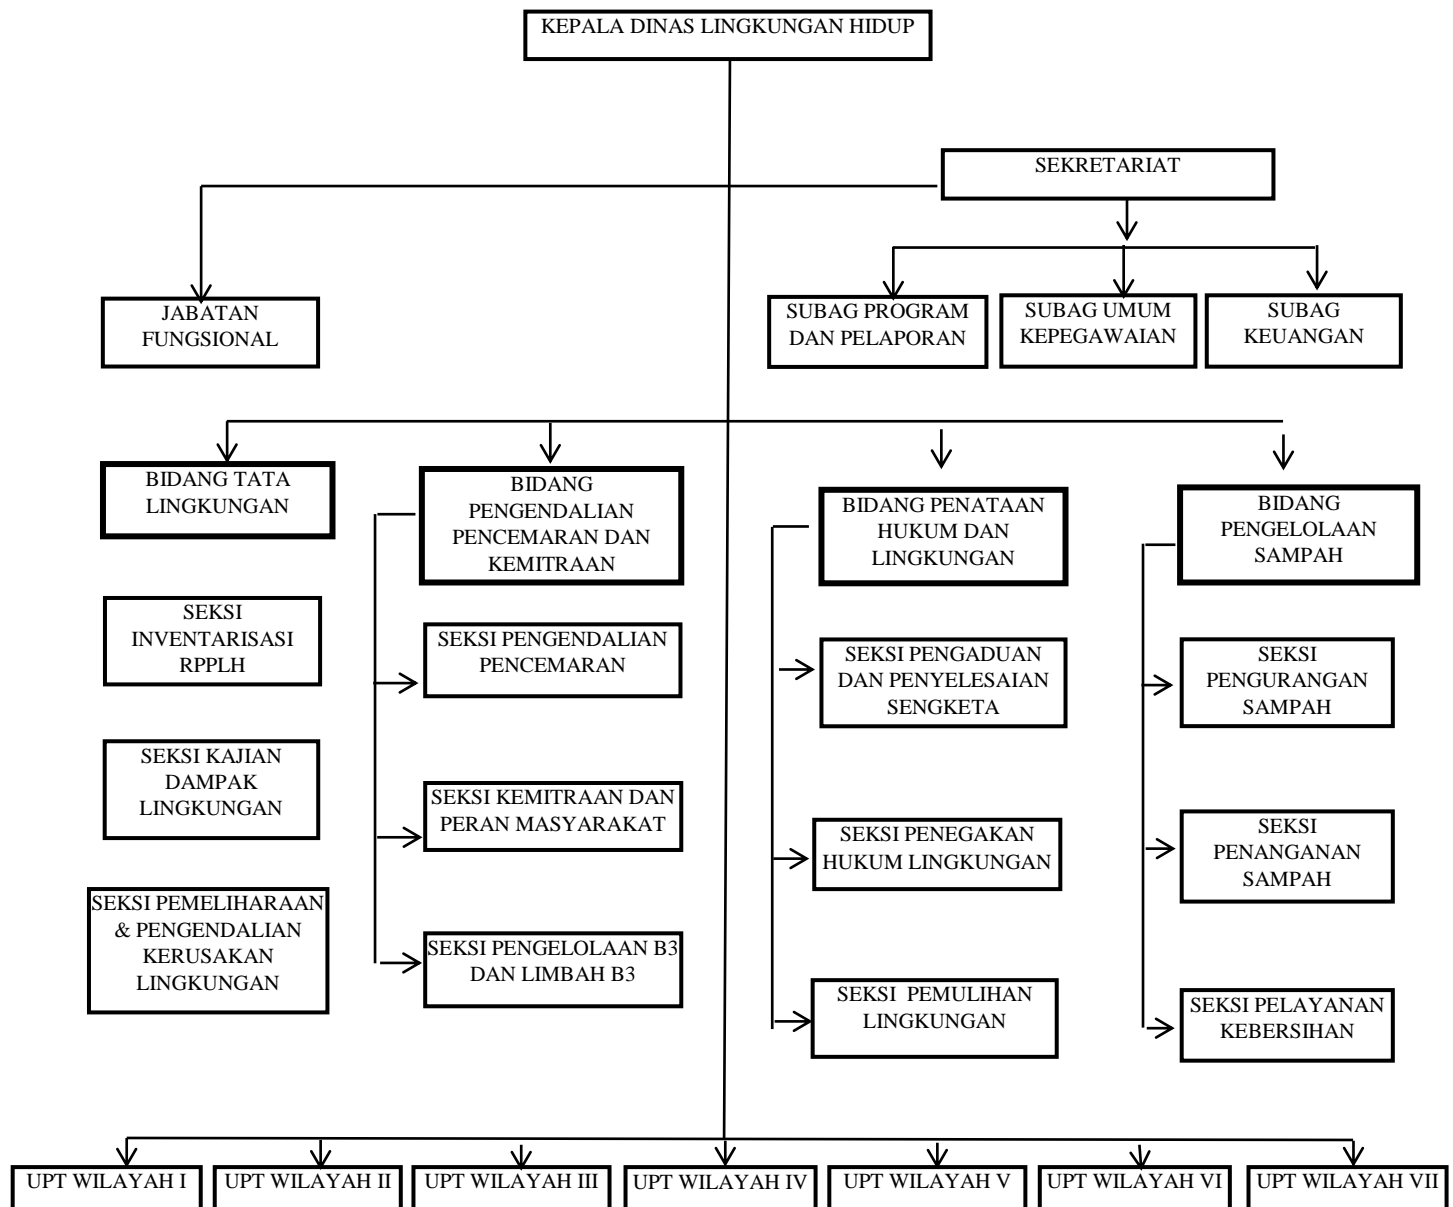 KEPALA DINAS LINGKUNGAN HIDUP
SEKRETARIAT
JABATAN
FUNGSIONAL
SUBAG PROGRAM
DAN PELAPORAN
SUBAG UMUM
KEPEGAWAIAN
SUBAG
KEUANGAN
BIDANG TATA
LINGKUNGAN
BIDANG
PENGENDALIAN
PENCEMARAN DAN
KEMITRAAN
BIDANG PENATAAN
HUKUM DAN
LINGKUNGAN
BIDANG
PENGELOLAAN
SAMPAH
SEKSI
INVENTARISASI
RPPLH
SEKSI PENGENDALIAN
PENCEMARAN
SEKSI PENGADUAN
DAN PENYELESAIAN
SENGKETA
SEKSI
PENGURANGAN
SAMPAH
SEKSI KAJIAN
DAMPAK
LINGKUNGAN
SEKSI KEMITRAAN DAN
PERAN MASYARAKAT
SEKSI PENEGAKAN
HUKUM LINGKUNGAN
SEKSI
PENANGANAN
SAMPAH
SEKSI PEMELIHARAAN
& PENGENDALIAN
KERUSAKAN
LINGKUNGAN
SEKSI PENGELOLAAN B3
DAN LIMBAH B3
SEKSI  PEMULIHAN
LINGKUNGAN
SEKSI PELAYANAN
KEBERSIHAN
UPT WILAYAH I
UPT WILAYAH II
UPT WILAYAH III
UPT WILAYAH IV
UPT WILAYAH V
UPT WILAYAH VI
UPT WILAYAH VII